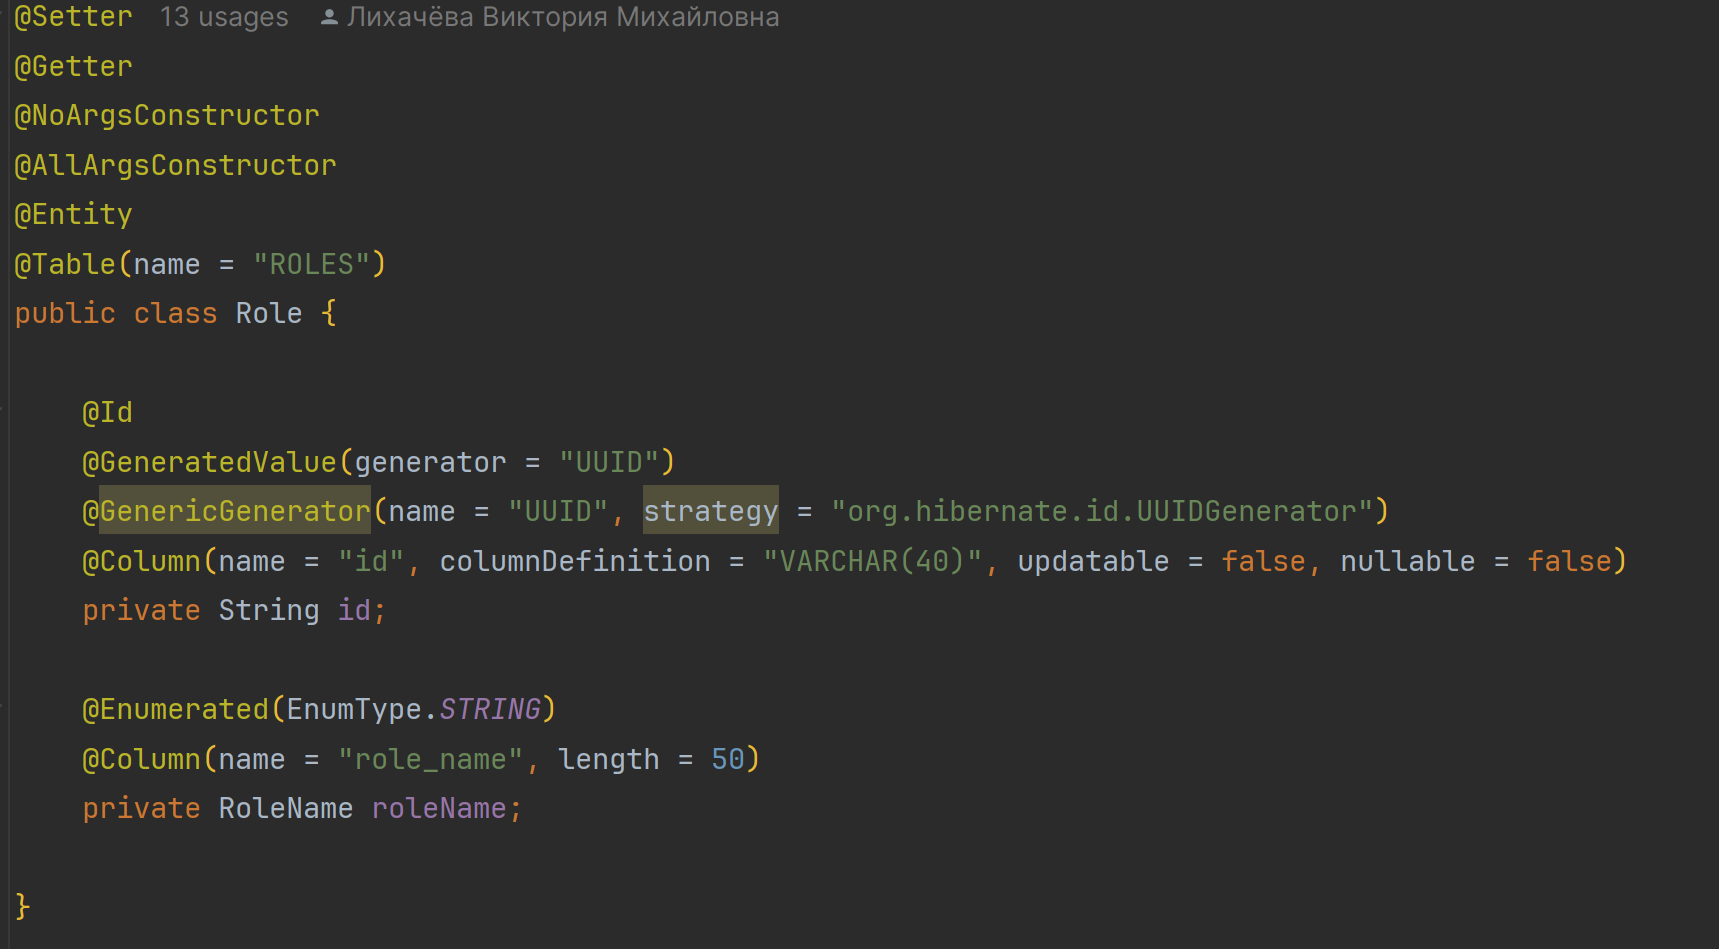 @Setter 13 usages Лихачёва Виктория Михайловна
@Getter
@NoArgsConstructor
@AllArgsConstructor
@Entity
@Table(name = "ROLES")
public class Role {
@Id
@GeneratedValue(generator = "UUID")
@GenericGenerator(name = "UUID", strategy = "org.hibernate.id.UUIDGenerator")
@Column(name = "id", columnDefinition = "VARCHAR(40)", updatable = false, nullable = false)
private String id;
@Enumerated(EnumType.STRING)
@Column(name = "role_name", length = 50)
private RoleName roleName;
}